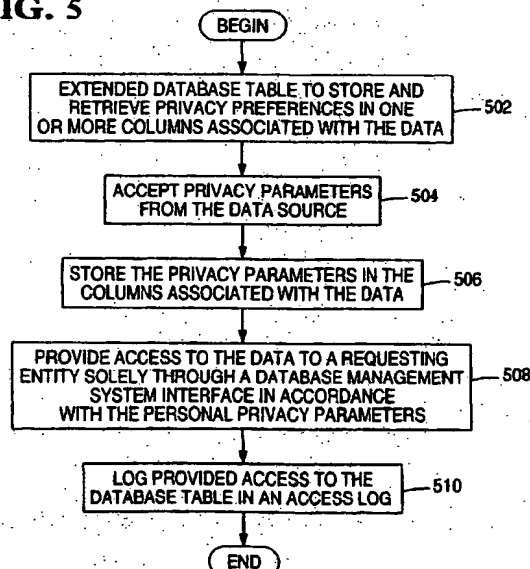 IG. 5
BEGIN
EXTENDED DATABASE TABLE TO STORE AND
RETRIEVE PRIVACY PREFERENCES IN ONE
OR MORE COLUMNS ASSOCIATED WITH THE DATA
502
ACCEPT PRIVACY PARAMETERS
FROM THE DATA SOURCE
504
STORE THE PRIVACY PARAMETERS IN THE
COLUMNS ASSOCIATED WITH THE DATA
506
PROVIDE ACCESS TO THE DATA TO A REQUESTING
ENTITY SOLELY THROUGH A DATABASE MANAGEMENT
SYSTEM INTERFACE IN ACCORDANCE
WITH THE PERSONAL PRIVACY PARAMETERS
508
LOG PROVIDED ACCESS TO THE
DATABASE TABLE IN AN ACCESS LOG
510
END